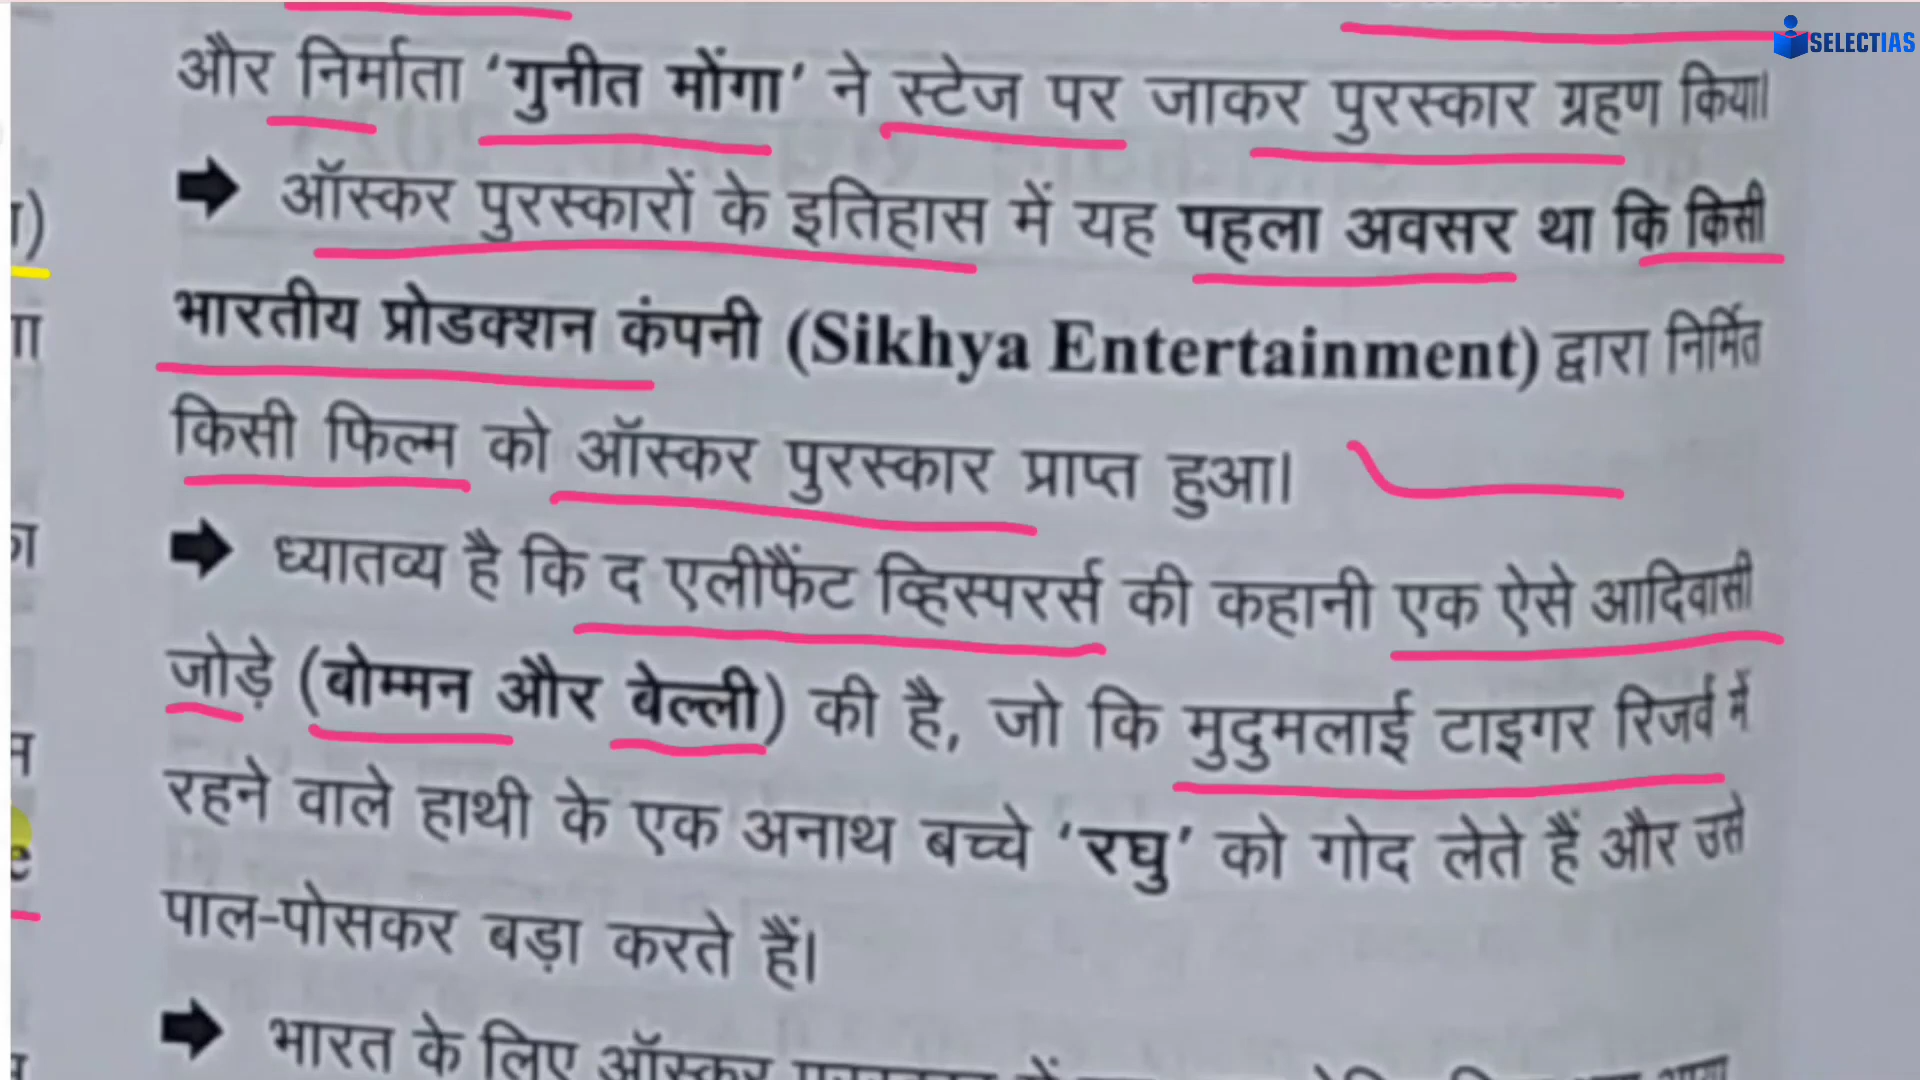 SELECTIAS
और निर्माता ‘गुनीत मोंगा’ ने स्टेज पर जाकर पुरस्कार ग्रहण किया।
➡ ऑस्कर पुरस्कारों के इतिहास में यह पहला अवसर था कि किसी
भारतीय प्रोडक्शन कंपनी (Sikhya Entertainment) द्वारा निर्मित
किसी फिल्म को ऑस्कर पुरस्कार प्राप्त हुआ।
➡ ध्यातव्य है कि द एलीफैंट व्हिस्परर्स की कहानी एक ऐसे आदिवासी
जोड़े (बोम्मन और बेल्ली) की है, जो कि मुदुमलाई टाइगर रिजर्व में
रहने वाले हाथी के एक अनाथ बच्चे ‘रघु’ को गोद लेते हैं और उसे
पाल-पोसकर बड़ा करते हैं।
➡ भारत के लिए ऑस्कर